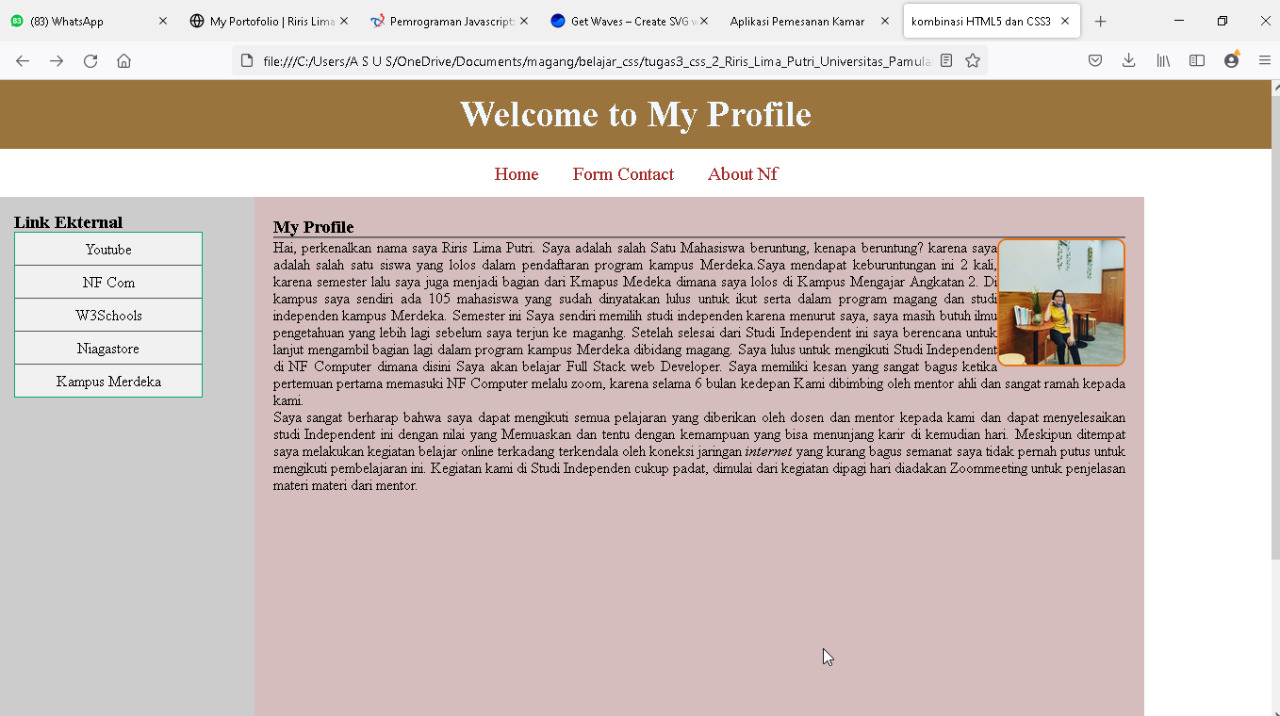 (83) WhatsApp
My Portofolio | Riris Lima
Pemrograman Javascript
Get Waves – Create SVG w
Aplikasi Pemesanan Kamar
kombinasi HTML5 dan CSS3
file:///C:/Users/A S U S/OneDrive/Documents/magang/belajar_css/tugas3_css_2_Riris_Lima_Putri_Universitas_Pamula
Welcome to My Profile
Home Form Contact About Nf
Link Ekternal
Youtube
NF Com
W3Schools
Niagastore
Kampus Merdeka
My Profile
Hai, perkenalkan nama saya Riris Lima Putri. Saya adalah salah Satu Mahasiswa beruntung, kenapa beruntung? karena saya
adalah salah satu siswa yang lolos dalam pendaftaran program kampus Merdeka.Saya mendapat keburuntungan ini 2 kali,
karena semester lalu saya juga menjadi bagian dari Kmapus Medeka dimana saya lolos di Kampus Mengajar Angkatan 2. Di
kampus saya sendiri ada 105 mahasiswa yang sudah dinyatakan lulus untuk ikut serta dalam program magang dan studi
independen kampus Merdeka. Semester ini Saya sendiri memilih studi independen karena menurut saya, saya masih butuh ilmu
pengetahuan yang lebih lagi sebelum saya terjun ke maganhg. Setelah selesai dari Studi Independent ini saya berencana untuk
lanjut mengambil bagian lagi dalam program kampus Merdeka dibidang magang. Saya lulus untuk mengikuti Studi Independent
di NF Computer dimana disini Saya akan belajar Full Stack web Developer. Saya memiliki kesan yang sangat bagus ketika
pertemuan pertama memasuki NF Computer melalu zoom, karena selama 6 bulan kedepan Kami dibimbing oleh mentor ahli dan sangat ramah kepada
kami.
Saya sangat berharap bahwa saya dapat mengikuti semua pelajaran yang diberikan oleh dosen dan mentor kepada kami dan dapat menyelesaikan
studi Independent ini dengan nilai yang Memuaskan dan tentu dengan kemampuan yang bisa menunjang karir di kemudian hari. Meskipun ditempat
saya melakukan kegiatan belajar online terkadang terkendala oleh koneksi jaringan internet yang kurang bagus semanat saya tidak pernah putus untuk
mengikuti pembelajaran ini. Kegiatan kami di Studi Independen cukup padat, dimulai dari kegiatan dipagi hari diadakan Zoommeeting untuk penjelasan
materi materi dari mentor.